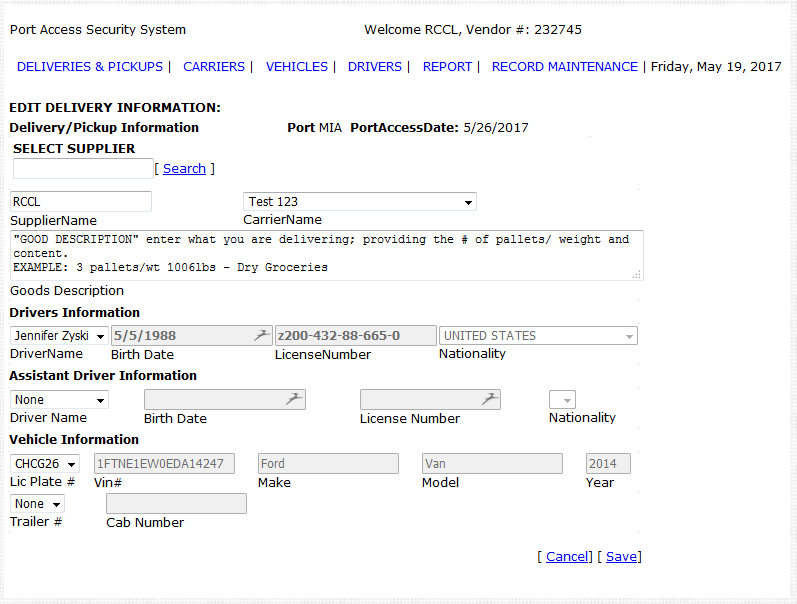 Port Access Security System Welcome RCCL, Vendor #: 232745
DELIVERIES & PICKUPS | CARRIERS | VEHICLES | DRIVERS | REPORT | RECORD MAINTENANCE | Friday, May 19, 2017
EDIT DELIVERY INFORMATION:
Delivery/Pickup Information Port MIA PortAccessDate: 5/26/2017
SELECT SUPPLIER
[ Search ]
RCCL Test 123
SupplierName CarrierName
"GOOD DESCRIPTION" enter what you are delivering; providing the # of pallets/ weight and
content.
EXAMPLE: 3 pallets/wt 1006lbs - Dry Groceries
Goods Description
Drivers Information
Jennifer Zyski 5/5/1988 z200-432-88-665-0 UNITED STATES
DriverName Birth Date LicenseNumber Nationality
Assistant Driver Information
None
Driver Name Birth Date License Number Nationality
Vehicle Information
CHCG26 1FTNE1EW0EDA14247 Ford Van 2014
Lic Plate # Vin# Make Model Year
None
Trailer # Cab Number
[ Cancel] [ Save]